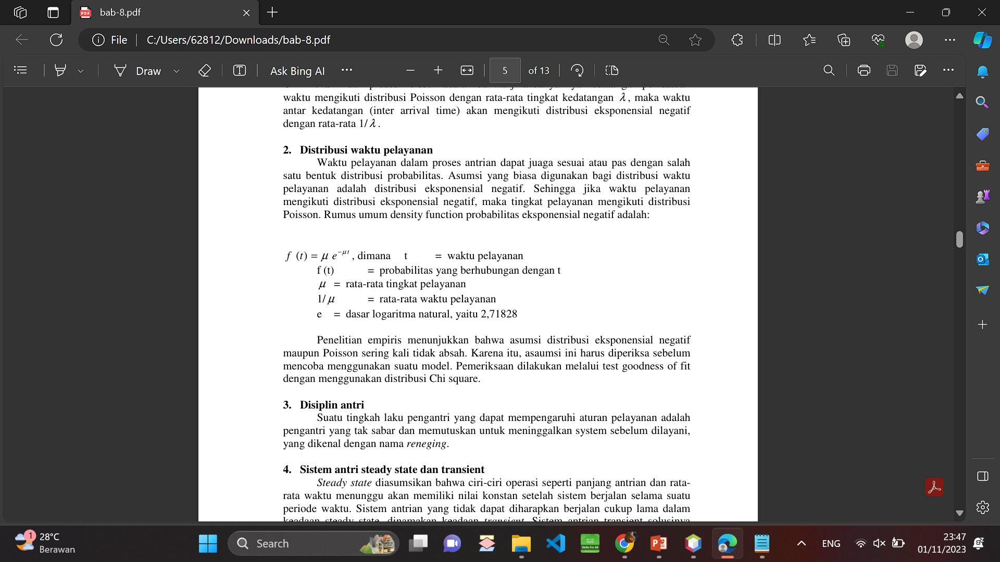 bab-8.pdf
File
C:/Users/62812/Downloads/bab-8.pdf
Draw
Ask Bing AI
5
of 13
waktu mengikuti distribusi Poisson dengan rata-rata tingkat kedatangan λ, maka waktu
antar kedatangan (inter arrival time) akan mengikuti distribusi eksponensial negatif
dengan rata-rata 1/λ.
2. Distribusi waktu pelayanan
Waktu pelayanan dalam proses antrian dapat juaga sesuai atau pas dengan salah
satu bentuk distribusi probabilitas. Asumsi yang biasa digunakan bagi distribusi waktu
pelayanan adalah distribusi eksponensial negatif. Sehingga jika waktu pelayanan
mengikuti distribusi eksponensial negatif, maka tingkat pelayanan mengikuti distribusi
Poisson. Rumus umum density function probabilitas eksponensial negatif adalah:
f (t) = μ e^{-μt}, dimana t = waktu pelayanan
f (t) = probabilitas yang berhubungan dengan t
μ = rata-rata tingkat pelayanan
1/μ = rata-rata waktu pelayanan
e = dasar logaritma natural, yaitu 2,71828
Penelitian empiris menunjukkan bahwa asumsi distribusi eksponensial negatif
maupun Poisson sering kali tidak absah. Karena itu, asaumsi ini harus diperiksa sebelum
mencoba menggunakan suatu model. Pemeriksaan dilakukan melalui test goodness of fit
dengan menggunakan distribusi Chi square.
3. Disiplin antri
Suatu tingkah laku pengantri yang dapat mempengaruhi aturan pelayanan adalah
pengantri yang tak sabar dan memutuskan untuk meninggalkan system sebelum dilayani,
yang dikenal dengan nama reneging.
4. Sistem antri steady state dan transient
Steady state diasumsikan bahwa ciri-ciri operasi seperti panjang antrian dan rata-
rata waktu menunggu akan memiliki nilai konstan setelah sistem berjalan selama suatu
periode waktu. Sistem antrian yang tidak dapat diharapkan berjalan cukup lama dalam
keadaan steady state, dinamakan keadaan transient. Sistem antrian transient solusinya
1
28°C
Berawan
Search
ENG
23:47
01/11/2023